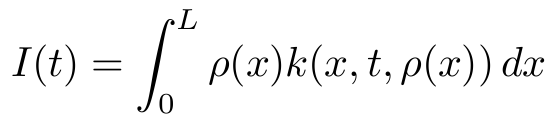 I(t) = \int_0^L \rho(x)k(x, t, \rho(x)) \, dx